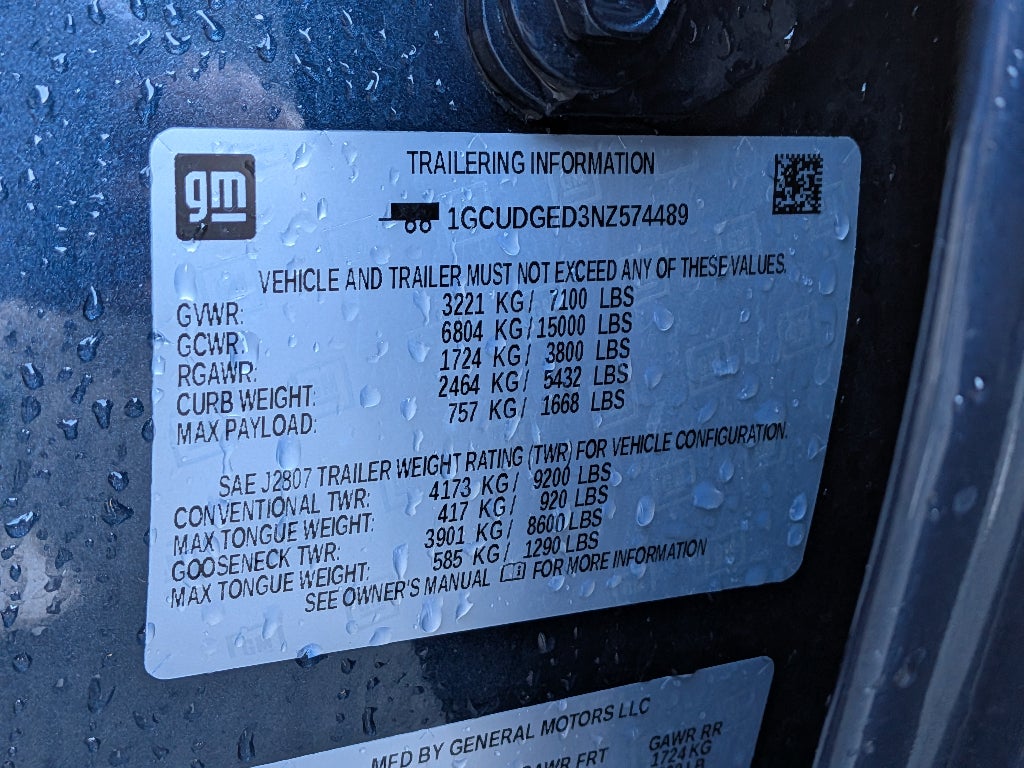 gm
TRAILERING INFORMATION
1GCUDGED3NZ574489
VEHICLE AND TRAILER MUST NOT EXCEED ANY OF THESE VALUES.
GVWR: 3221 KG/ 7100 LBS
GCWR: 6804 KG/ 15000 LBS
RGAWR: 1724 KG/ 3800 LBS
CURB WEIGHT: 2464 KG/ 5432 LBS
MAX PAYLOAD: 757 KG/ 1668 LBS
SAE J2807 TRAILER WEIGHT RATING (TWR) FOR VEHICLE CONFIGURATION.
CONVENTIONAL TWR: 4173 KG/ 9200 LBS
MAX TONGUE WEIGHT: 417 KG/ 920 LBS
GOOSENECK TWR: 3901 KG/ 8600 LBS
MAX TONGUE WEIGHT: 585 KG/ 1290 LBS
SEE OWNER'S MANUAL FOR MORE INFORMATION
MFD BY GENERAL MOTORS LLC
GAWR FRT GAWR RR
1724 KG